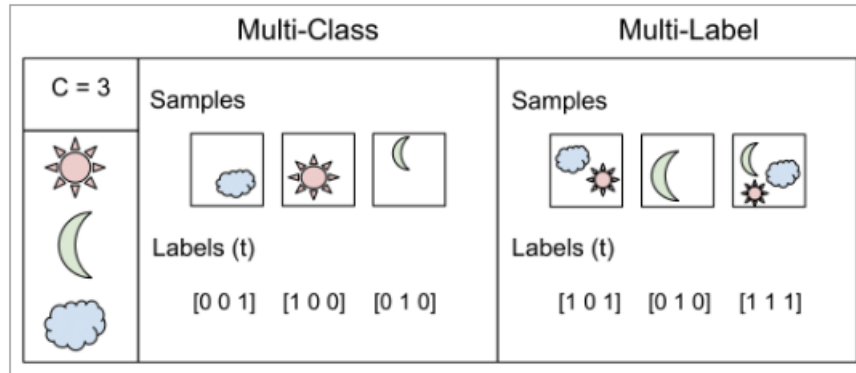 Multi-Class Multi-Label
C = 3
Samples Samples
Labels (t) Labels (t)
[0 0 1] [1 0 0] [0 1 0] [1 0 1] [0 1 0] [1 1 1]